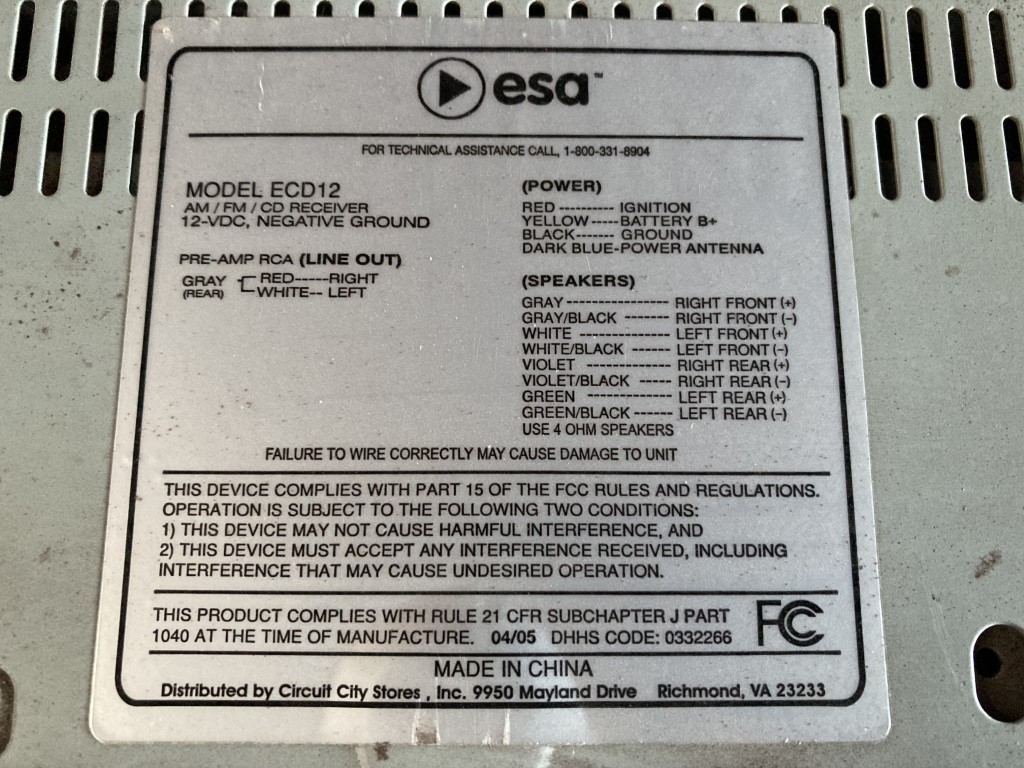 esa™
FOR TECHNICAL ASSISTANCE CALL, 1-800-331-8904
MODEL ECD12
AM / FM / CD RECEIVER
12-VDC, NEGATIVE GROUND
PRE-AMP RCA (LINE OUT)
GRAY (REAR) RED-----RIGHT
WHITE-- LEFT
(POWER)
RED ---------- IGNITION
YELLOW -----BATTERY B+
BLACK------- GROUND
DARK BLUE-POWER ANTENNA
(SPEAKERS)
GRAY ---------------- RIGHT FRONT (+)
GRAY/BLACK -------- RIGHT FRONT (-)
WHITE -------------- LEFT FRONT (+)
WHITE/BLACK ------ LEFT FRONT (-)
VIOLET ------------- RIGHT REAR (+)
VIOLET/BLACK ----- RIGHT REAR (-)
GREEN ------------- LEFT REAR (+)
GREEN/BLACK ------ LEFT REAR (-)
USE 4 OHM SPEAKERS
FAILURE TO WIRE CORRECTLY MAY CAUSE DAMAGE TO UNIT
THIS DEVICE COMPLIES WITH PART 15 OF THE FCC RULES AND REGULATIONS.
OPERATION IS SUBJECT TO THE FOLLOWING TWO CONDITIONS:
1) THIS DEVICE MAY NOT CAUSE HARMFUL INTERFERENCE, AND
2) THIS DEVICE MUST ACCEPT ANY INTERFERENCE RECEIVED, INCLUDING
INTERFERENCE THAT MAY CAUSE UNDESIRED OPERATION.
THIS PRODUCT COMPLIES WITH RULE 21 CFR SUBCHAPTER J PART
1040 AT THE TIME OF MANUFACTURE. 04/05 DHHS CODE: 0332266
FC
MADE IN CHINA
Distributed by Circuit City Stores , Inc. 9950 Mayland Drive Richmond, VA 23233